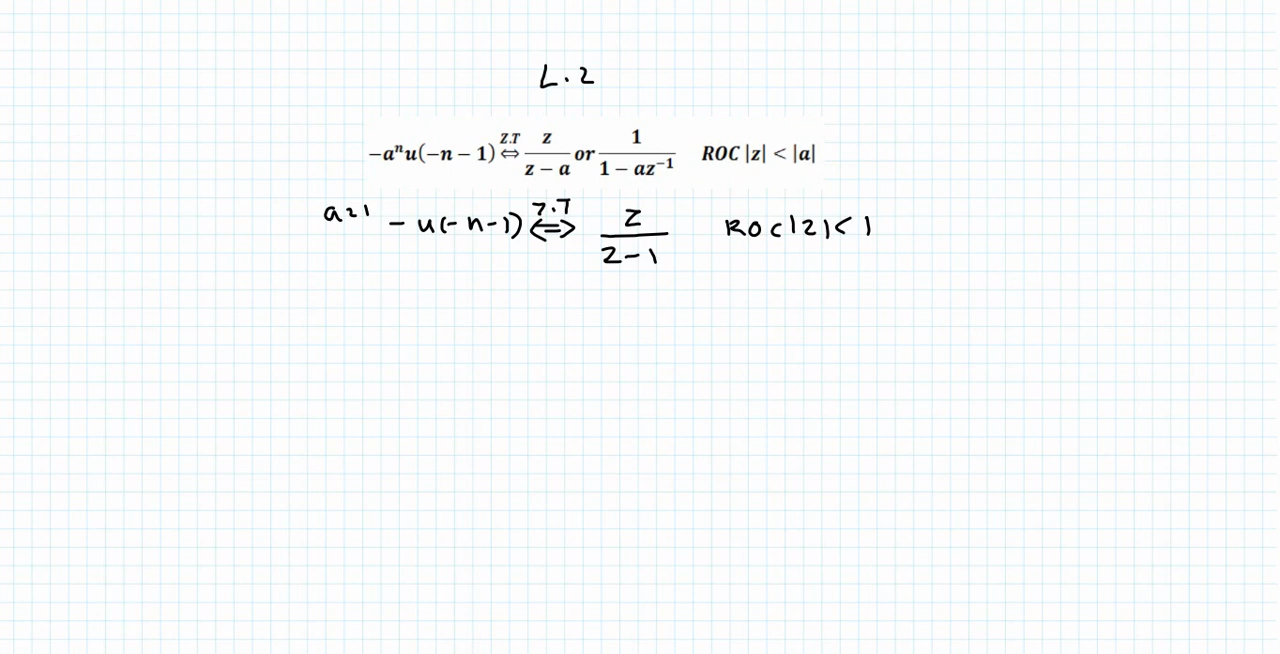 L.2
−aⁿu(−n − 1) Z.T ⇔ z / (z − a) or 1 / (1 − az⁻¹) ROC |z| < |a|
a=1 − u(−n−1) Z.T ⇔ z / (z−1) ROC |z| < 1